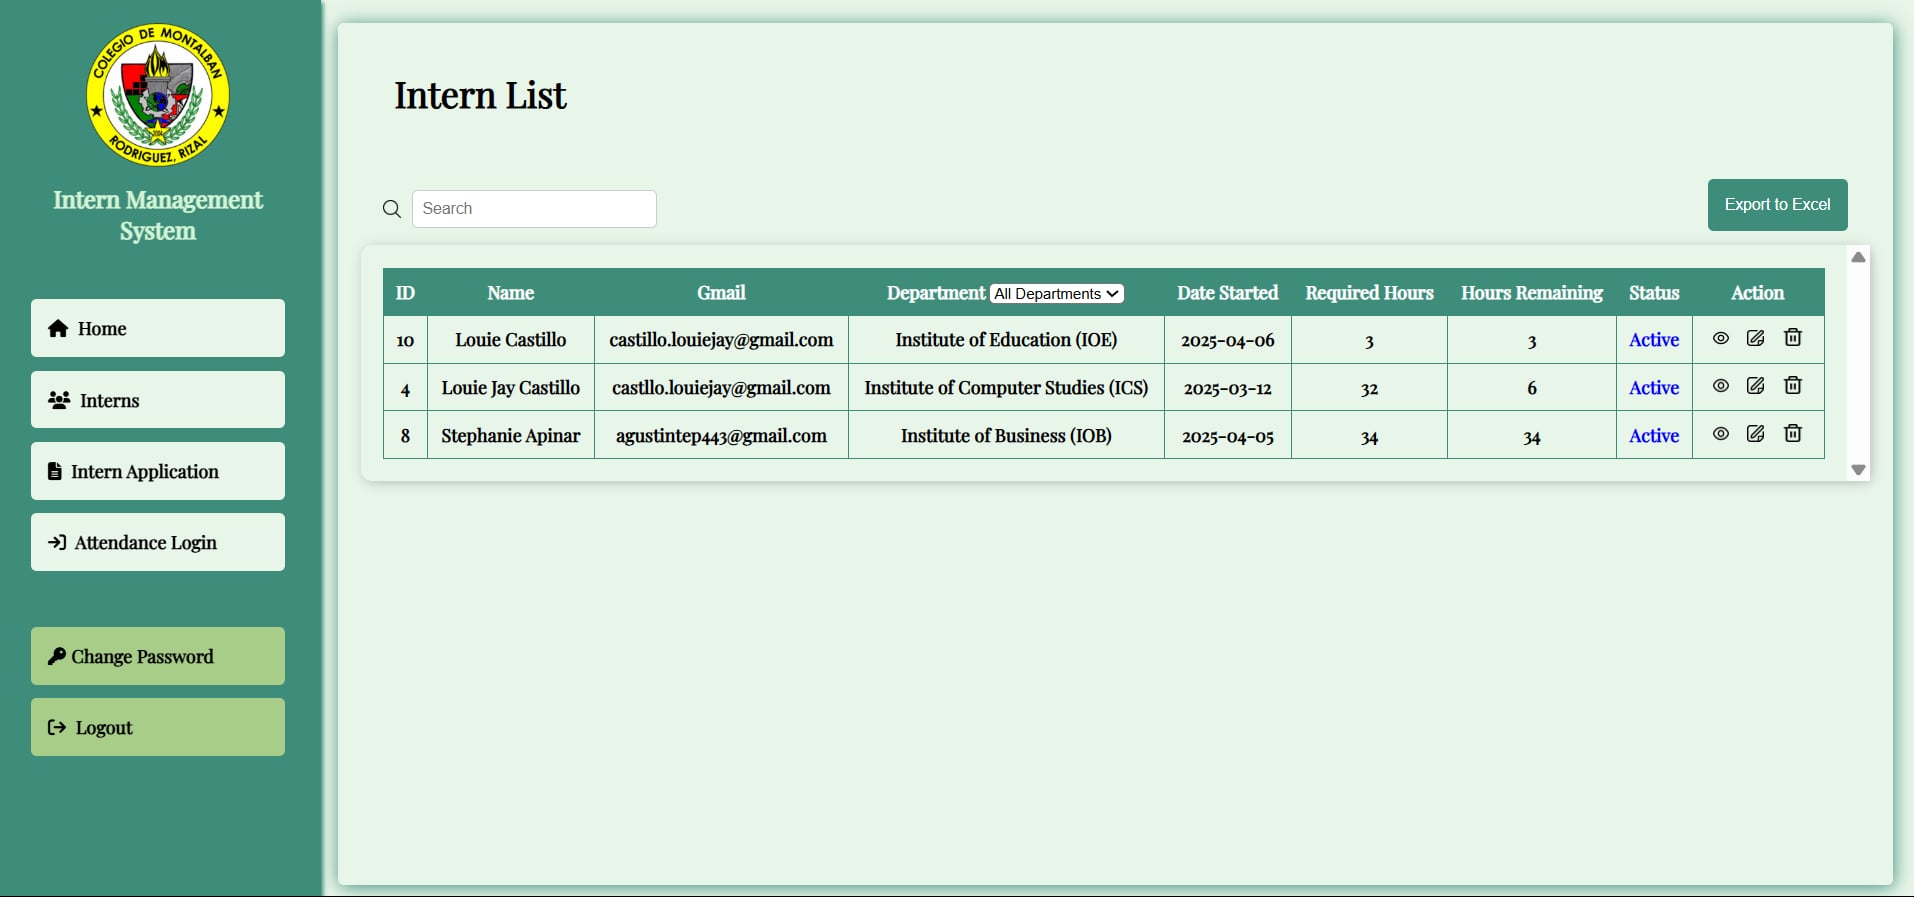 COLEGIO DE MONTALBAN
RODRIGUEZ, RIZAL
Intern Management
System
Home
Interns
Intern Application
Attendance Login
Change Password
Logout
Intern List
Search
Export to Excel
ID Name Gmail Department All Departments Date Started Required Hours Hours Remaining Status Action
10 Louie Castillo castillo.louiejay@gmail.com Institute of Education (IOE) 2025-04-06 3 3 Active
4 Louie Jay Castillo castllo.louiejay@gmail.com Institute of Computer Studies (ICS) 2025-03-12 32 6 Active
8 Stephanie Apinar agustintep443@gmail.com Institute of Business (IOB) 2025-04-05 34 34 Active